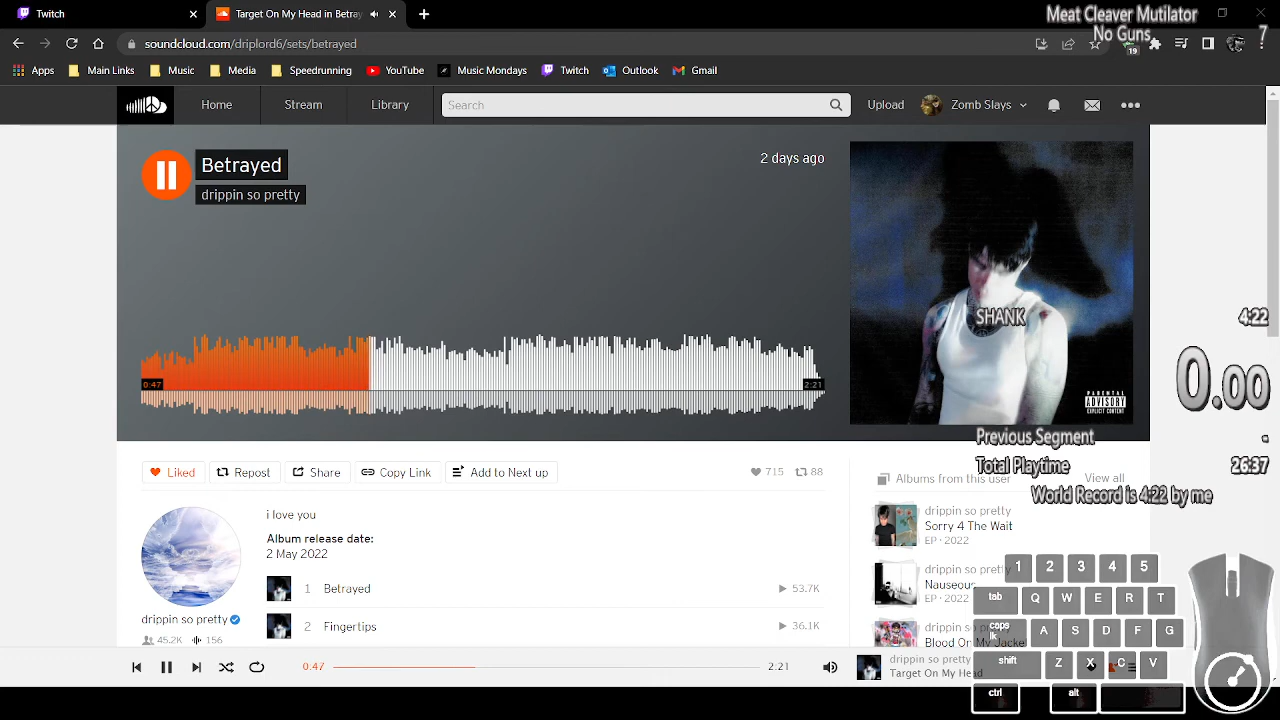 Twitch
Target On My Head in Betray
Meat Cleaver Mutilator
No Guns
7
soundcloud.com/driplord6/sets/betrayed
19
Apps
Main Links
Music
Media
Speedrunning
YouTube
Music Mondays
Twitch
Outlook
Gmail
Home
Stream
Library
Search
Upload
Zomb Slays
Betrayed
drippin so pretty
2 days ago
0:47
2:21
PARENTAL
ADVISORY
EXPLICIT CONTENT
SHANK
4:22
0.00
Previous Segment
-
Total Playtime
26:37
World Record is 4:22 by me
Liked
Repost
Share
Copy Link
Add to Next up
715
88
Albums from this user
View all
i love you
Album release date:
2 May 2022
1 Betrayed
53.7K
2 Fingertips
36.1K
drippin so pretty
45.2K
156
drippin so pretty
Sorry 4 The Wait
EP · 2022
drippin so pretty
Nauseous
EP · 2022
drippin so pretty
Blood On My Jacke
0:47
2:21
drippin so pretty
Target On My Head
1 2 3 4 5
tab Q W E R T
caps A S D F G
shift Z X C V
ctrl alt